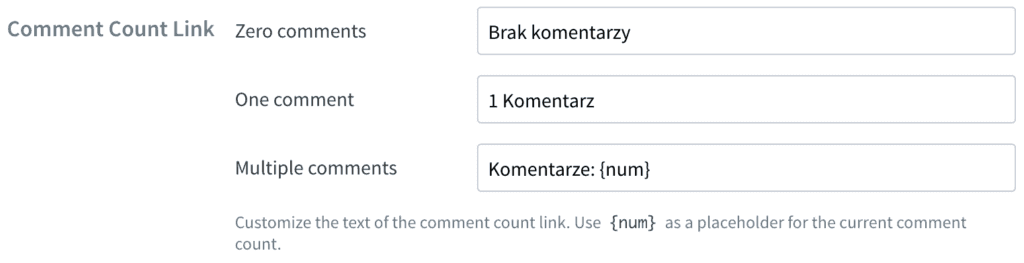 Comment Count Link
Zero comments
Brak komentarzy
One comment
1 Komentarz
Multiple comments
Komentarze: {num}
Customize the text of the comment count link. Use {num} as a placeholder for the current comment
count.